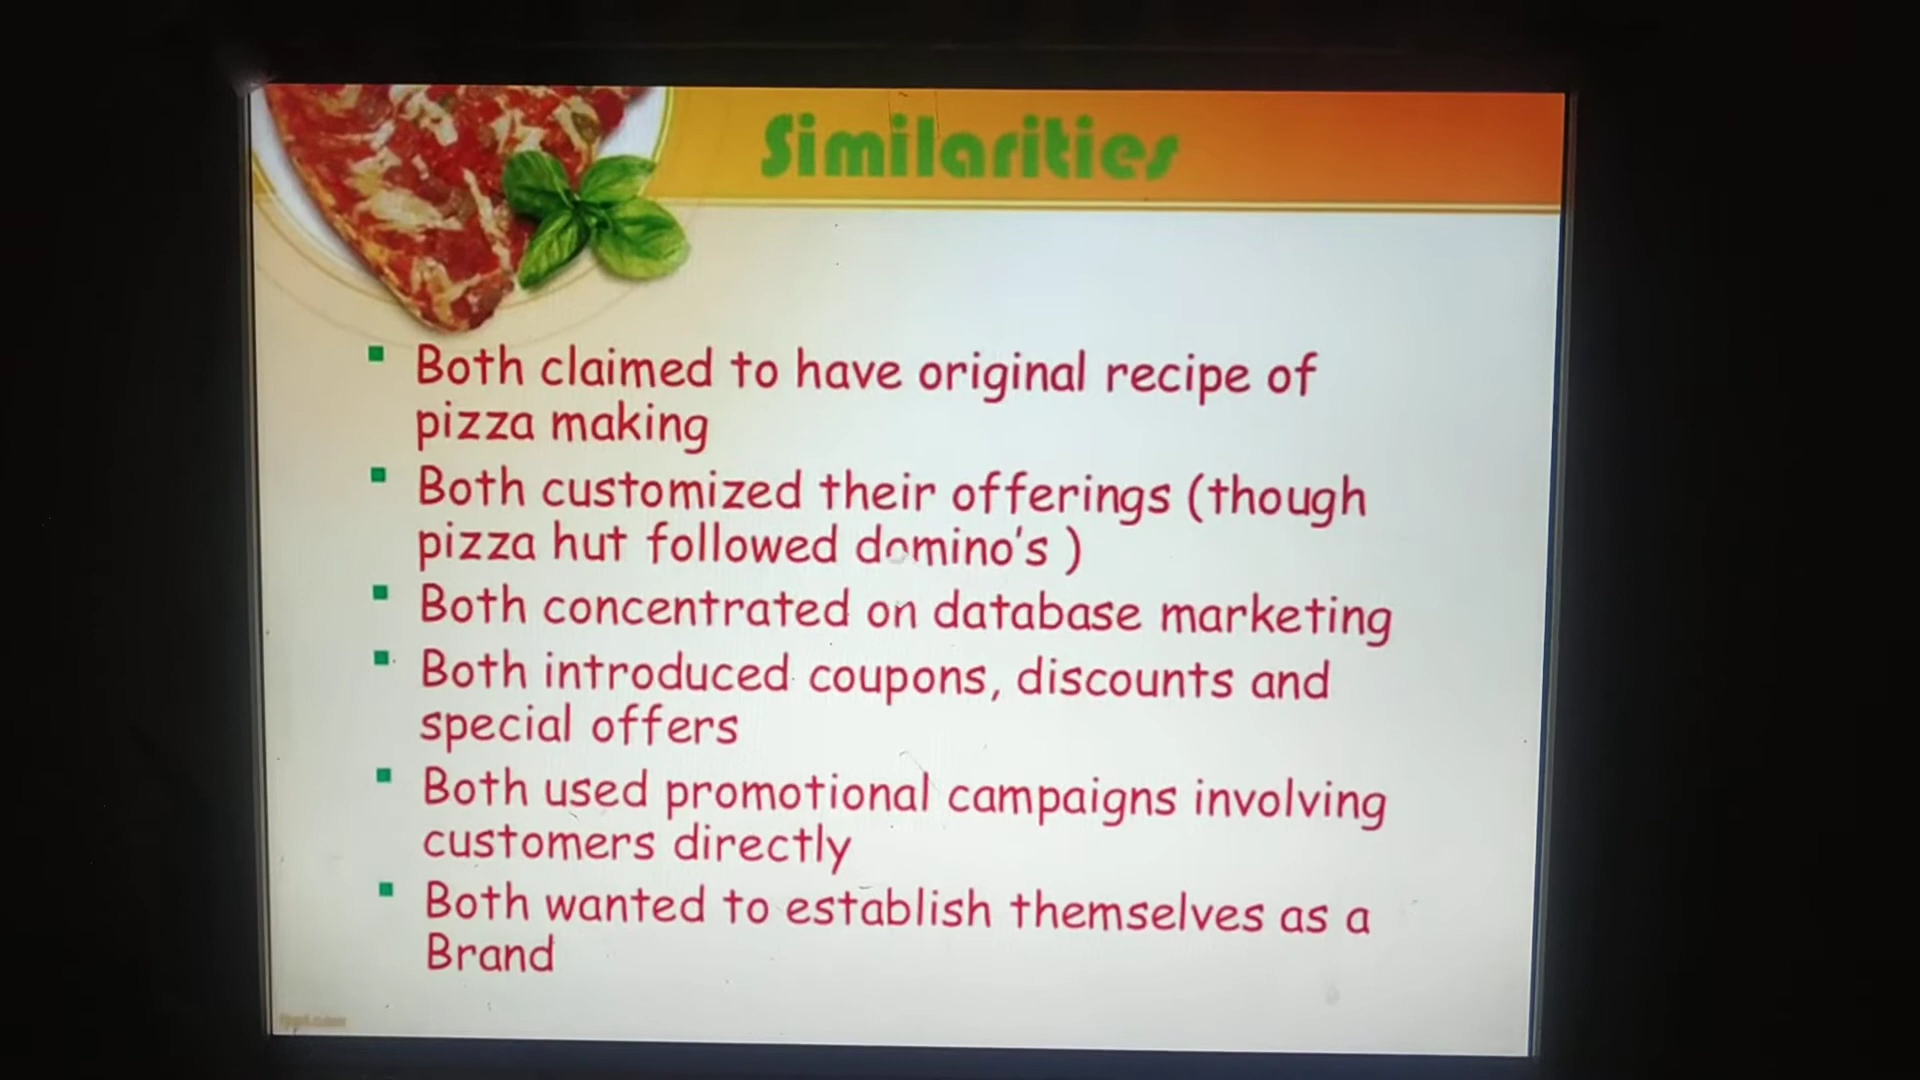 Similarities
Both claimed to have original recipe of
pizza making
Both customized their offerings (though
pizza hut followed domino's )
Both concentrated on database marketing
Both introduced coupons, discounts and
special offers
Both used promotional campaigns involving
customers directly
Both wanted to establish themselves as a
Brand